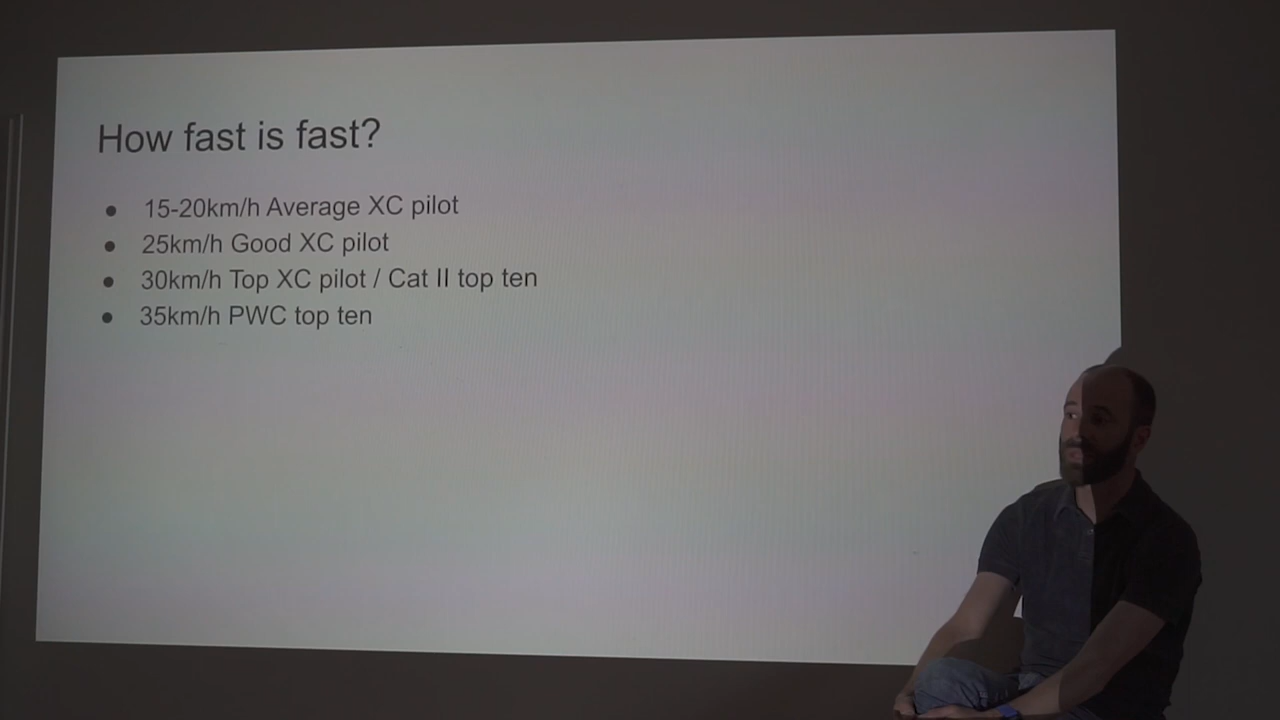 How fast is fast?
● 15-20km/h Average XC pilot
● 25km/h Good XC pilot
● 30km/h Top XC pilot / Cat II top ten
● 35km/h PWC top ten